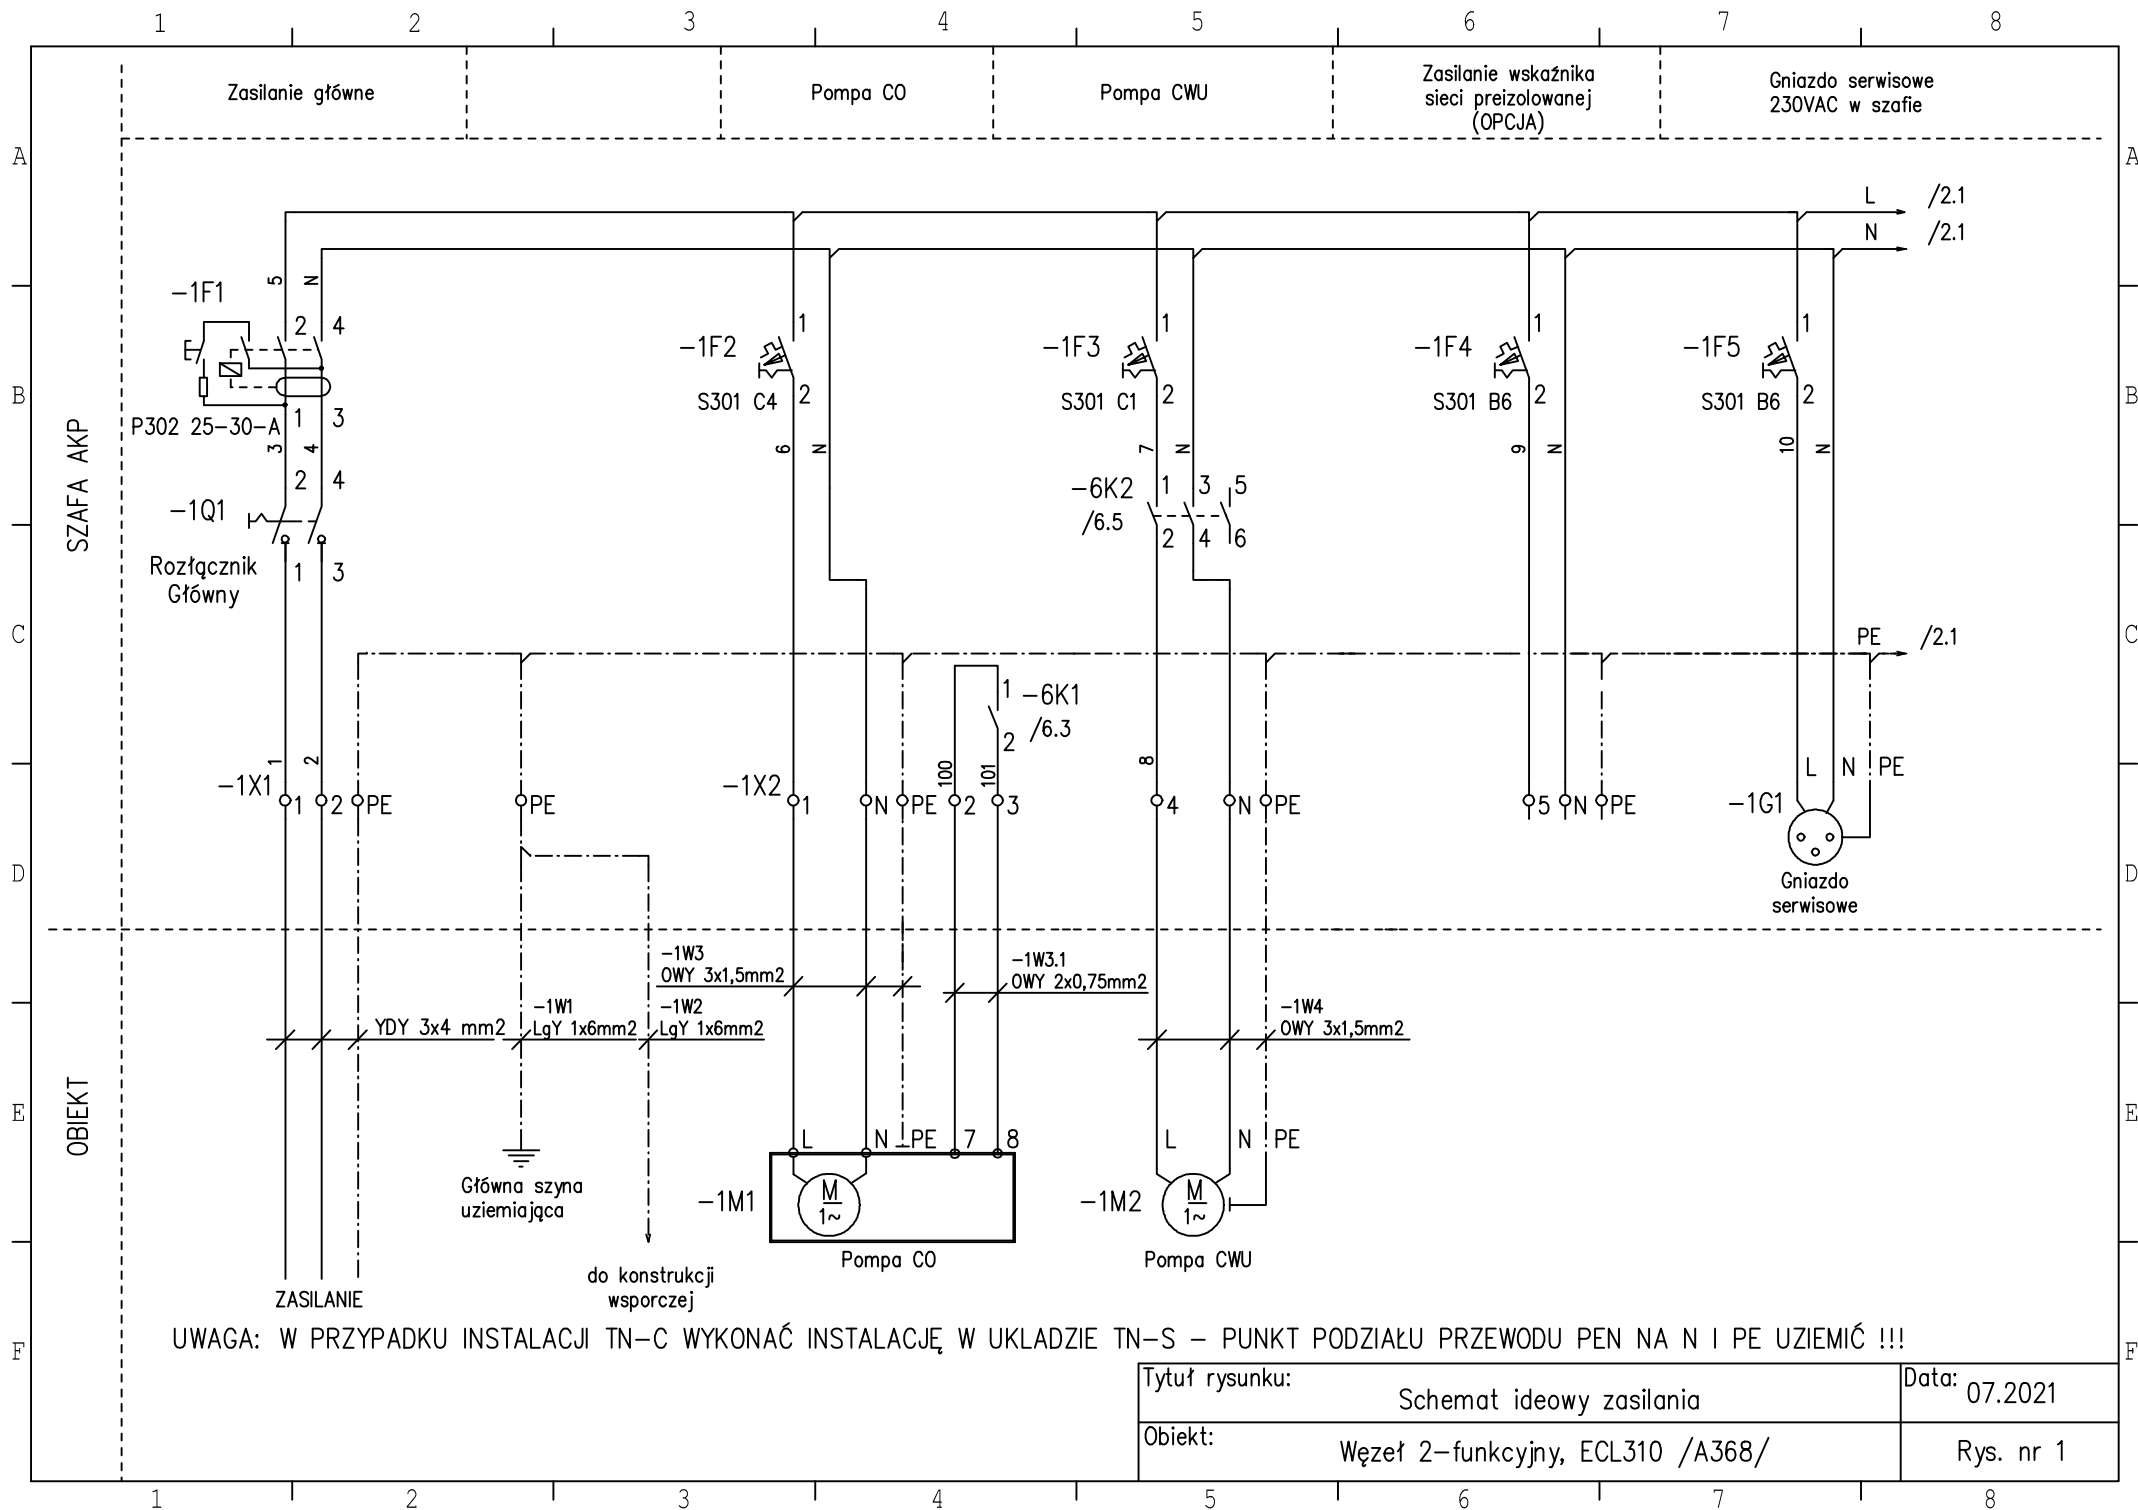 1 2 3 4 5 6 7 8
Zasilanie główne
Pompa CO
Pompa CWU
Zasilanie wskaźnika
sieci preizolowanej
(OPCJA)
Gniazdo serwisowe
230VAC w szafie
A A
L /2.1
N /2.1
5 N
-1F1
2 4
1 1 1 1
-1F2 -1F3 -1F4 -1F5
B B
S301 C4 2 S301 C1 2 S301 B6 2 S301 B6 2
P302 25-30-A 1 3
3 4 6 N 7 N 9 N 10 N
SZAFA AKP
2 4
-6K2 1 3 5
-1Q1
/6.5 2 4 6
Rozłącznik
Główny
1 3
C C
PE /2.1
1 -6K1
2 /6.3
1 2 100 101 8
L N PE
-1X1 1 2 PE PE -1X2 1 N PE 2 3 4 N PE 5 N PE -1G1
D D
Gniazdo
serwisowe
-1W3
OWY 3x1,5mm2
-1W3.1
OWY 2x0,75mm2
YDY 3x4 mm2
-1W1
LgY 1x6mm2
-1W2
LgY 1x6mm2
-1W4
OWY 3x1,5mm2
E E
OBIEKT
L N PE 7 8 L N PE
Główna szyna
uziemiająca
-1M1 M
1~
-1M2 M
1~
Pompa CO
Pompa CWU
do konstrukcji
wsporczej
ZASILANIE
UWAGA: W PRZYPADKU INSTALACJI TN-C WYKONAĆ INSTALACJĘ W UKLADZIE TN-S - PUNKT PODZIAŁU PRZEWODU PEN NA N I PE UZIEMIĆ !!!
F F
Tytuł rysunku:
Schemat ideowy zasilania
Data: 07.2021
Obiekt:
Węzeł 2-funkcyjny, ECL310 /A368/
Rys. nr 1
1 2 3 4 5 6 7 8